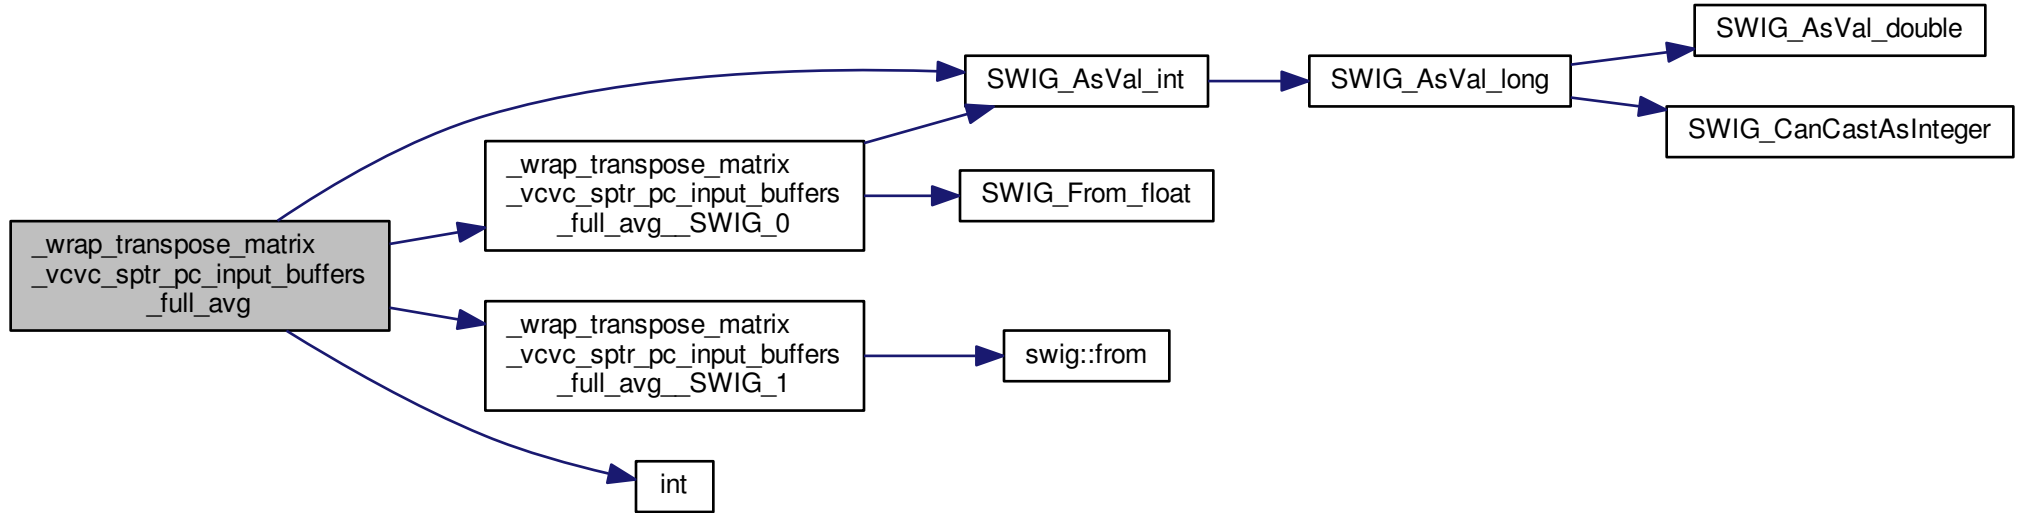 _wrap_transpose_matrix
_vcvc_sptr_pc_input_buffers
_full_avg
_wrap_transpose_matrix
_vcvc_sptr_pc_input_buffers
_full_avg__SWIG_0
_wrap_transpose_matrix
_vcvc_sptr_pc_input_buffers
_full_avg__SWIG_1
int
SWIG_AsVal_int
SWIG_From_float
swig::from
SWIG_AsVal_long
SWIG_AsVal_double
SWIG_CanCastAsInteger